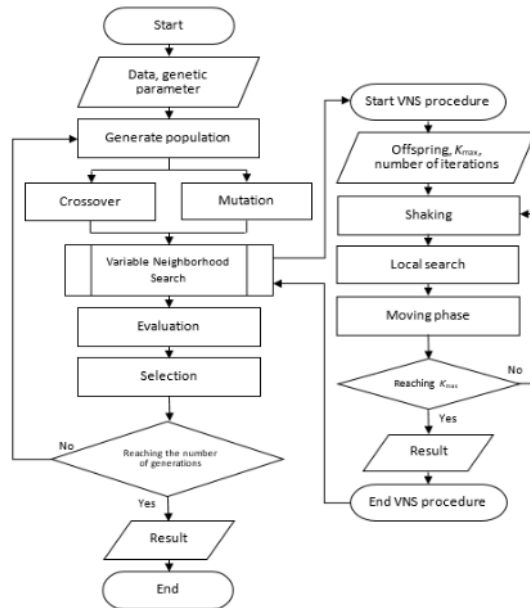 Start
Data, genetic
parameter
Generate population
Crossover
Mutation
Variable Neighborhood
Search
Evaluation
Selection
No
Reaching the number
of generations
Yes
Result
End
Start VNS procedure
Offspring, Kmax,
number of iterations
Shaking
Local search
Moving phase
No
Reaching Kmax
Yes
Result
End VNS procedure